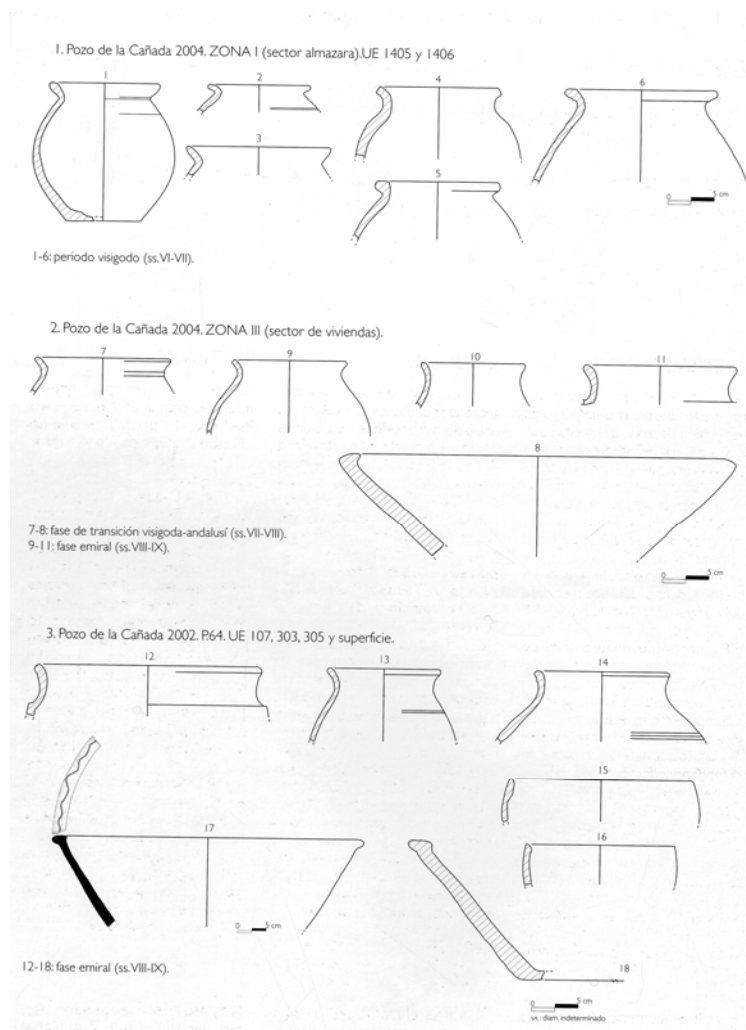 1. Pozo de la Cañada 2004. ZONA I (sector almazara).UE 1405 y 1406
1 2 4 6
3
5
0 5 cm
1-6: periodo visigodo (ss.VI-VII).
2. Pozo de la Cañada 2004. ZONA III (sector de viviendas).
7 9 10 11
8
7-8: fase de transición visigoda-andalusí (ss.VII-VIII).
9-11: fase emiral (ss.VIII-IX).
0 5 cm
3. Pozo de la Cañada 2002. P.64. UE 107, 303, 305 y superficie.
12 13 14
15
16
17
0 5 cm
12-18: fase emiral (ss.VIII-IX).
18
0 5 cm
diam. indeterminado